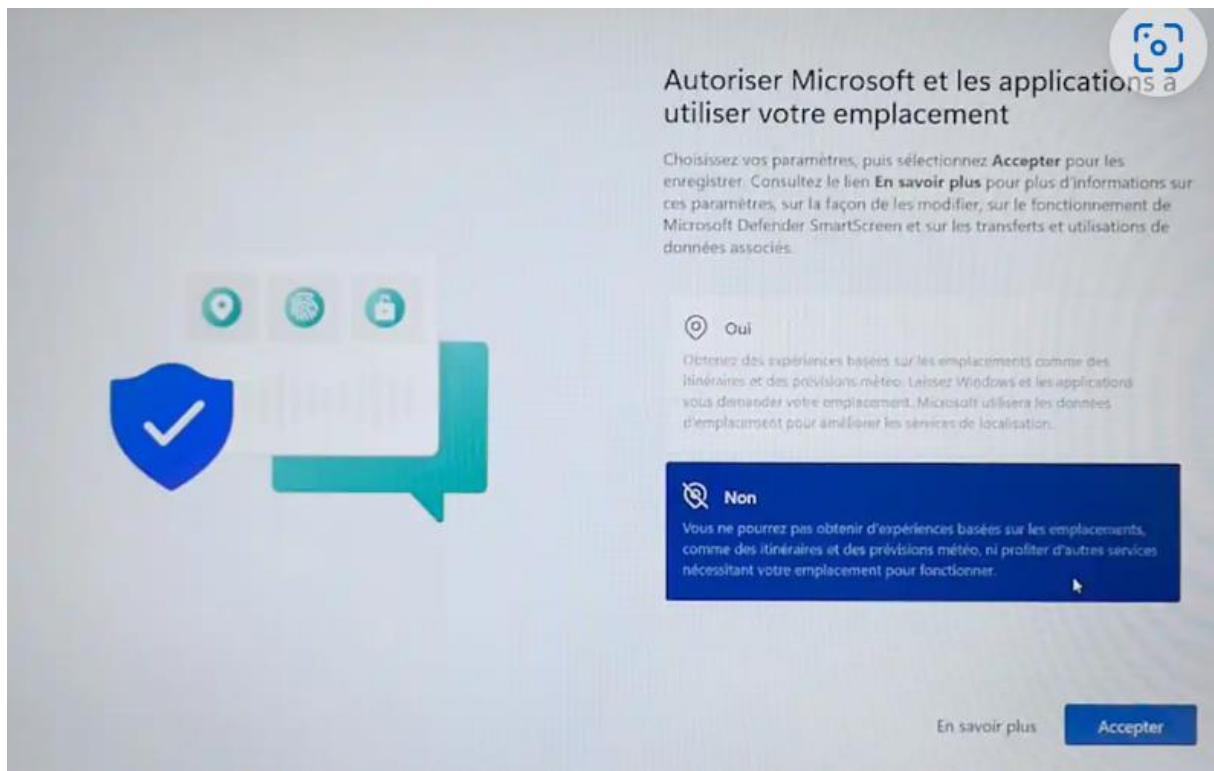 Autoriser Microsoft et les applications à
utiliser votre emplacement
Choisissez vos paramètres, puis sélectionnez Accepter pour les
enregistrer. Consultez le lien En savoir plus pour plus d'informations sur
ces paramètres, sur la façon de les modifier, sur le fonctionnement de
Microsoft Defender SmartScreen et sur les transferts et utilisations de
données associés.
Oui
Obtenez des expériences basées sur les emplacements comme des
itinéraires et des prévisions météo. Laissez Windows et les applications
vous demander votre emplacement. Microsoft utilisera les données
d'emplacement pour améliorer les services de localisation.
Non
Vous ne pourrez pas obtenir d'expériences basées sur les emplacements,
comme des itinéraires et des prévisions météo, ni profiter d'autres services
nécessitant votre emplacement pour fonctionner.
En savoir plus
Accepter